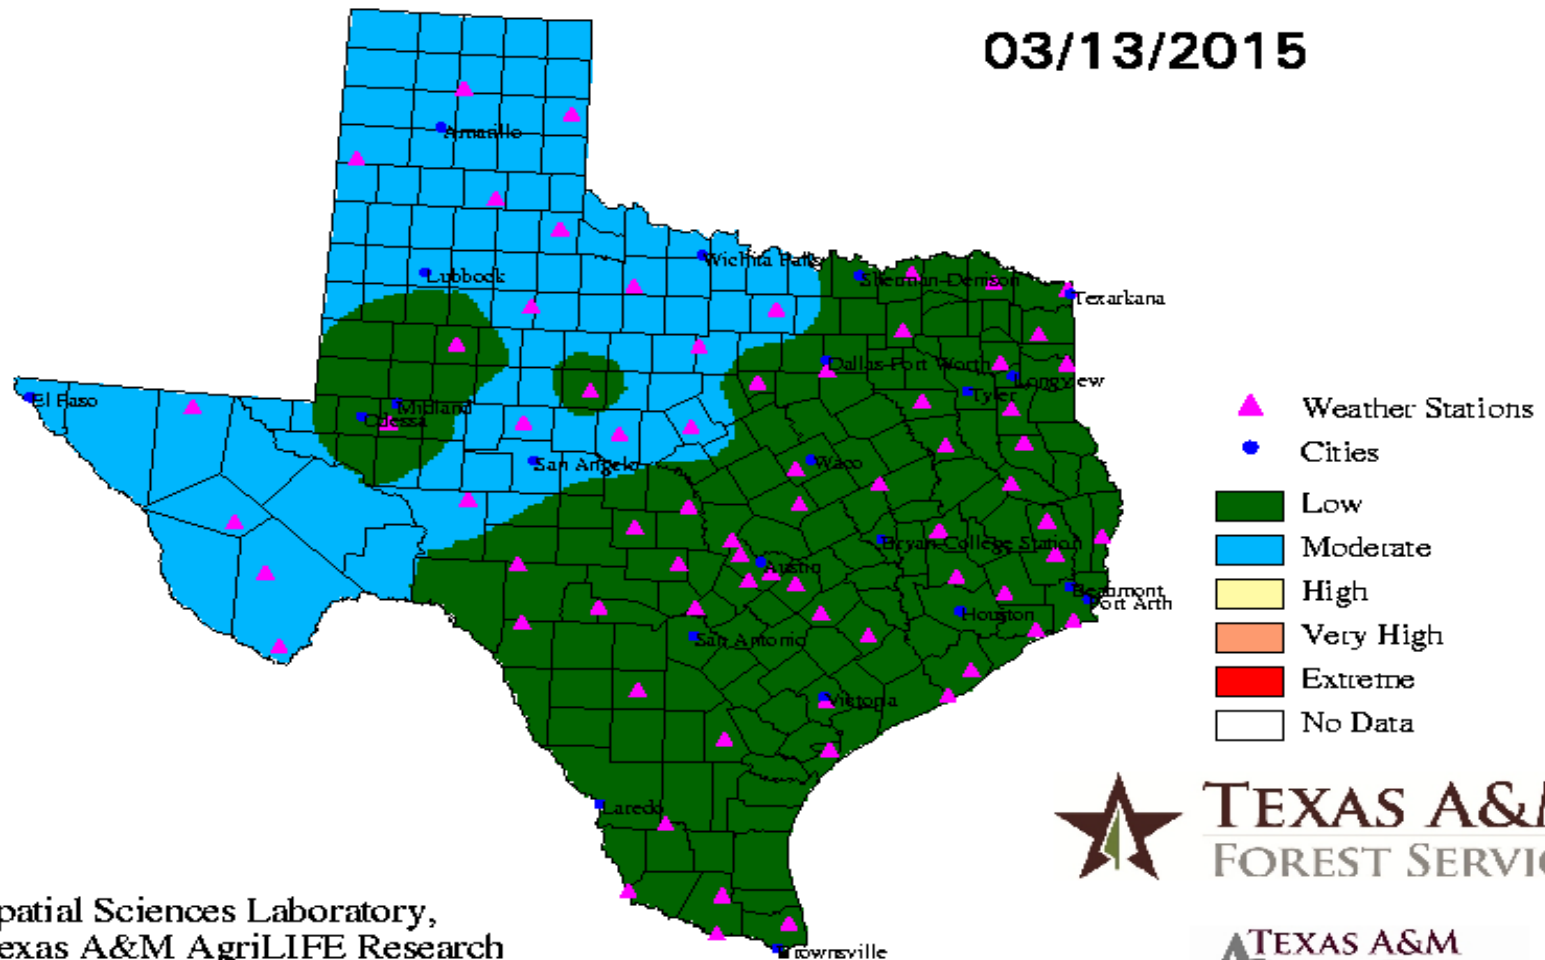 03/13/2015
Amarillo
Lubbock
Wichita Falls
Sherman-Denison
Texarkana
Dallas-Fort Worth
Longview
Tyler
El Paso
Midland
Odessa
San Angelo
Waco
Bryan-College Station
Austin
Beaumont
Port Arth
Houston
San Antonio
Victoria
Laredo
Brownsville
Weather Stations
Cities
Low
Moderate
High
Very High
Extreme
No Data
TEXAS A&M
FOREST SERVIC
patial Sciences Laboratory,
exas A&M AgriLIFE Research
TEXAS A&M